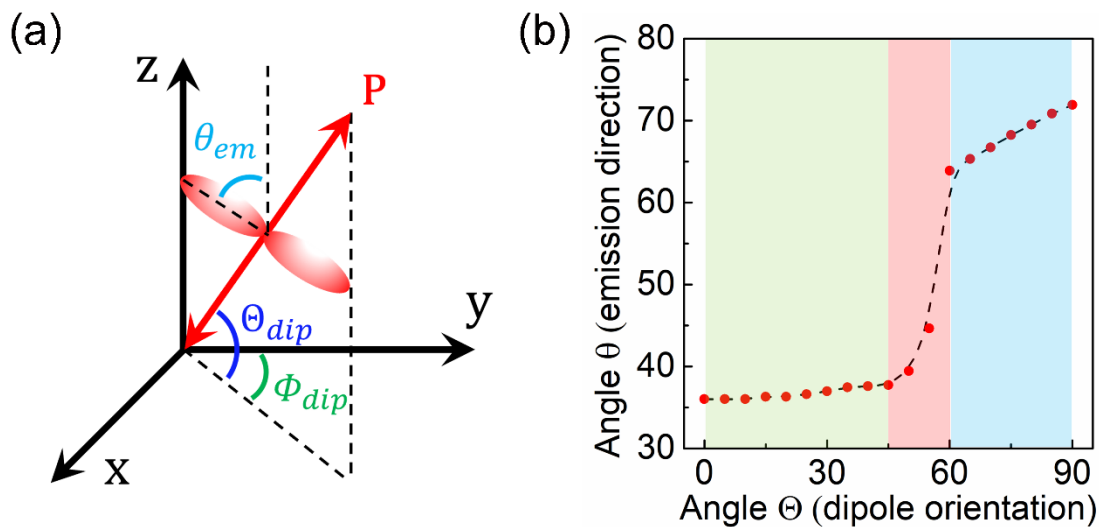 (a)
z
P
θem
y
Θdip
Φdip
x
(b)
Angle θ (emission direction)
80
70
60
50
40
30
0
30
60
90
Angle Θ (dipole orientation)